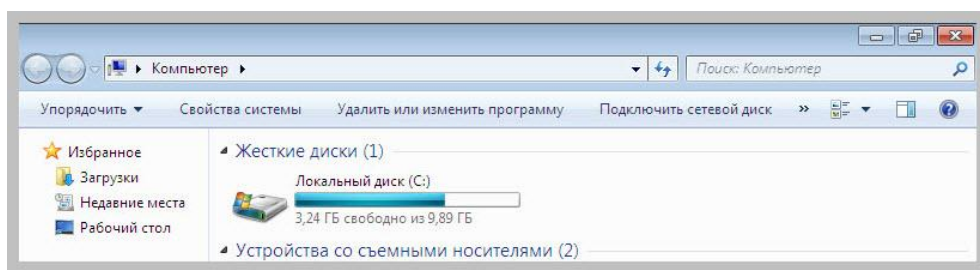 Компьютер
Поиск: Компьютер
Упорядочить Свойства системы Удалить или изменить программу Подключить сетевой диск »
Избранное
Загрузки
Недавние места
Рабочий стол
Жесткие диски (1)
Локальный диск (C:)
3,24 ГБ свободно из 9,89 ГБ
Устройства со съемными носителями (2)